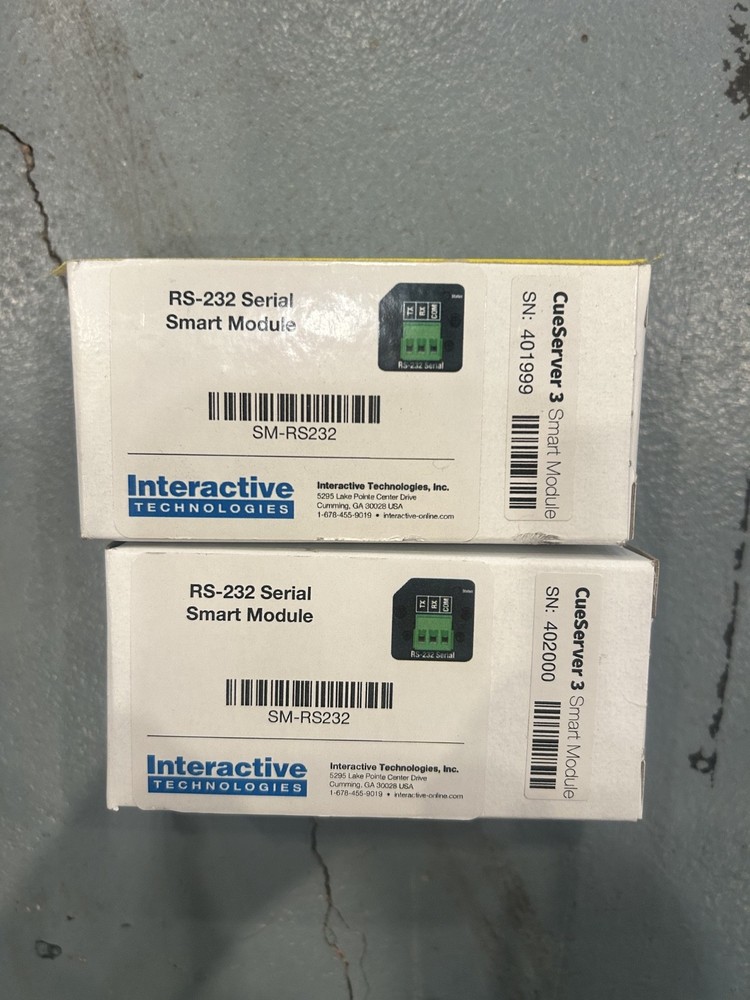 RS-232 Serial
Smart Module
Status
TX RX COM
RS-232 Serial
SM-RS232
Interactive
TECHNOLOGIES
Interactive Technologies, Inc.
5295 Lake Pointe Center Drive
Cumming, GA 30028 USA
1-678-455-9019 • interactive-online.com
CueServer 3 Smart Module
SN: 401999
RS-232 Serial
Smart Module
Status
TX RX COM
RS-232 Serial
SM-RS232
Interactive
TECHNOLOGIES
Interactive Technologies, Inc.
5295 Lake Pointe Center Drive
Cumming, GA 30028 USA
1-678-455-9019 • interactive-online.com
CueServer 3 Smart Module
SN: 402000